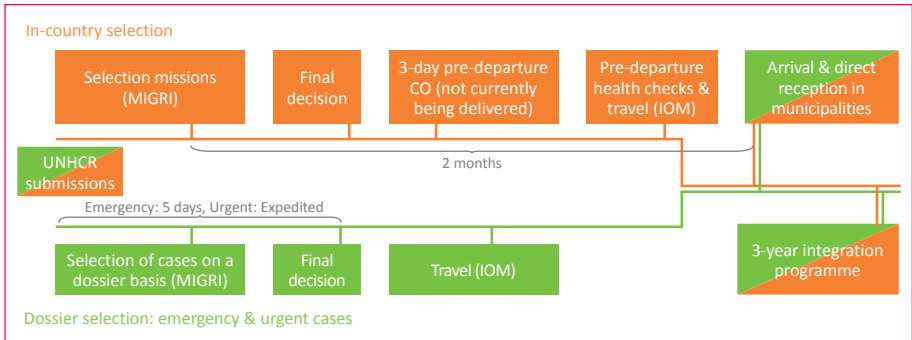 In-country selection
Selection missions
(MIGRI)
Final
decision
3-day pre-departure
CO (not currently
being delivered)
Pre-departure
health checks &
travel (IOM)
Arrival & direct
reception in
municipalities
2 months
UNHCR
submissions
Emergency: 5 days, Urgent: Expedited
Selection of cases on a
dossier basis (MIGRI)
Final
decision
Travel (IOM)
3-year integration
programme
Dossier selection: emergency & urgent cases